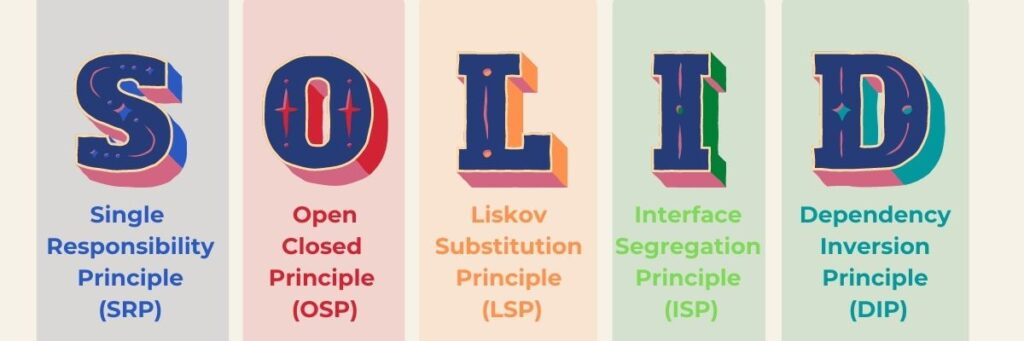 SOLID
Single
Responsibility
Principle
(SRP)
Open
Closed
Principle
(OSP)
Liskov
Substitution
Principle
(LSP)
Interface
Segregation
Principle
(ISP)
Dependency
Inversion
Principle
(DIP)